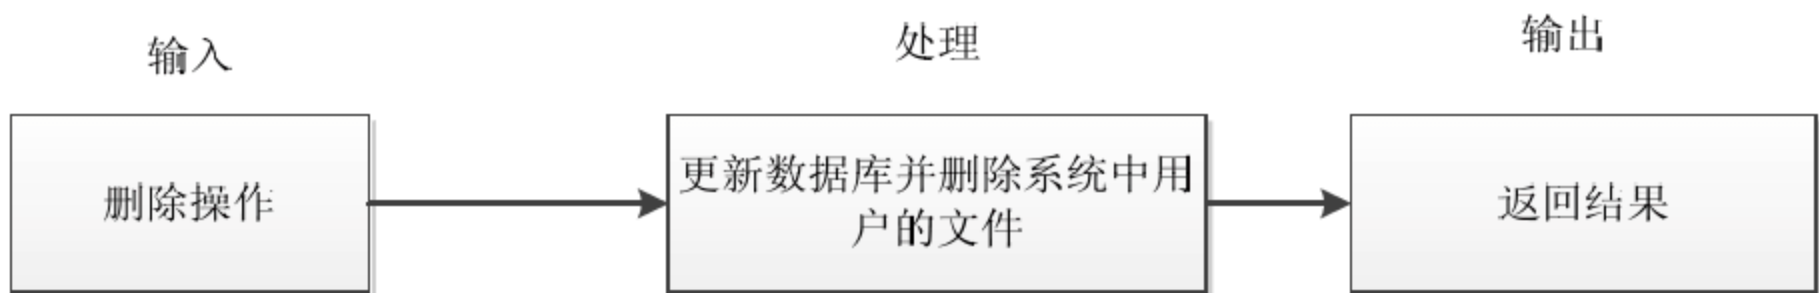 输入
处理
输出
删除操作
更新数据库并删除系统中用
户的文件
返回结果